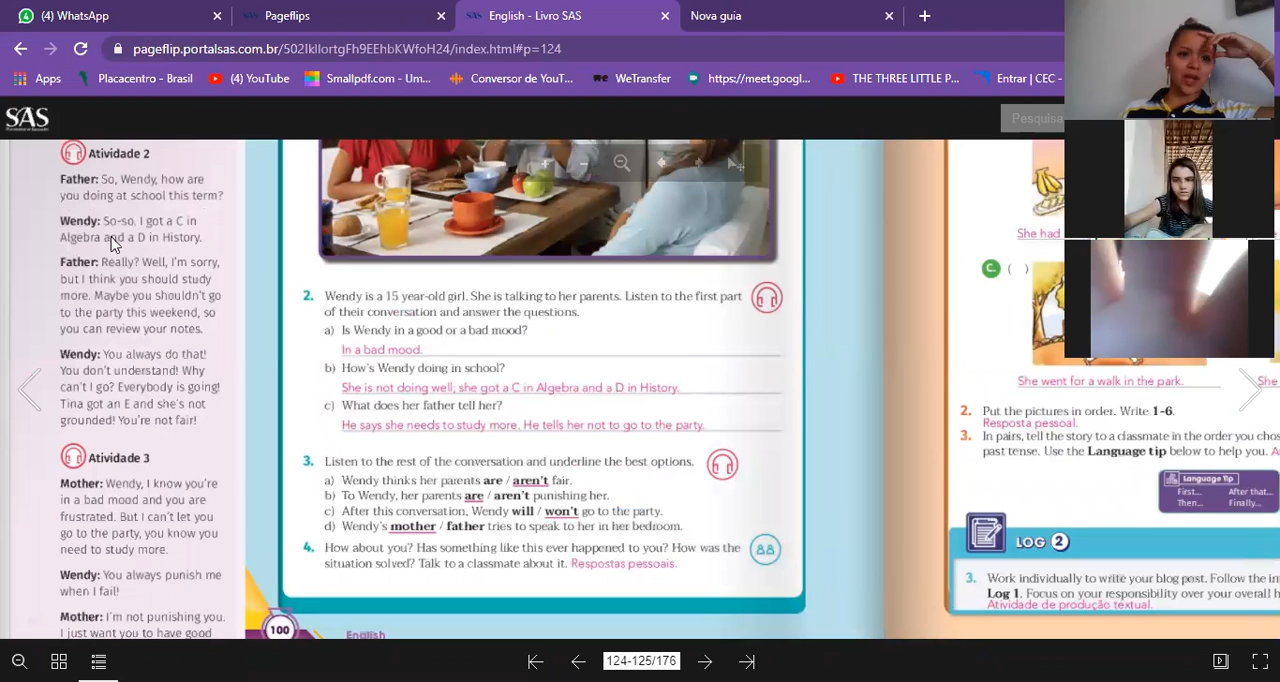 (4) WhatsApp
Pageflips
English - Livro SAS
Nova guia
pageflip.portalsas.com.br/502lkllortgFh9EEhbKWfoH24/index.html#p=124
Apps
Placacentro - Brasil
(4) YouTube
Smallpdf.com - Um...
Conversor de YouT...
WeTransfer
https://meet.googl...
THE THREE LITTLE P...
Entrar | CEC -
SAS
Pesquisa
Atividade 2
Father: So, Wendy, how are
you doing at school this term?
Wendy: So-so. I got a C in
Algebra and a D in History.
Father: Really? Well, I'm sorry,
but I think you should study
more. Maybe you shouldn't go
to the party this weekend, so
you can review your notes.
Wendy: You always do that!
You don't understand! Why
can't I go? Everybody is going!
Tina got an E and she's not
grounded! You're not fair!
Atividade 3
Mother: Wendy, I know you're
in a bad mood and you are
frustrated. But I can't let you
go to the party, you know you
need to study more.
Wendy: You always punish me
when I fail!
Mother: I'm not punishing you.
I just want you to have good
2. Wendy is a 15 year-old girl. She is talking to her parents. Listen to the first part
of their conversation and answer the questions.
a) Is Wendy in a good or a bad mood?
In a bad mood.
b) How's Wendy doing in school?
She is not doing well; she got a C in Algebra and a D in History.
c) What does her father tell her?
He says she needs to study more. He tells her not to go to the party.
3. Listen to the rest of the conversation and underline the best options.
a) Wendy thinks her parents are / aren't fair.
b) To Wendy, her parents are / aren't punishing her.
c) After this conversation, Wendy will / won't go to the party.
d) Wendy's mother / father tries to speak to her in her bedroom.
4. How about you? Has something like this ever happened to you? How was the
situation solved? Talk to a classmate about it. Respostas pessoais.
100
English
She had
C. ( )
She went for a walk in the park.
She
2. Put the pictures in order. Write 1-6.
Resposta pessoal.
3. In pairs, tell the story to a classmate in the order you chos
past tense. Use the Language tip below to help you.
Language Tip
First... After that...
Then... Finally...
LOG 2
3. Work individually to write your blog post. Follow the in
Log 1. Focus on your responsibility over your overall h
Atividade de produção textual.
124-125/176